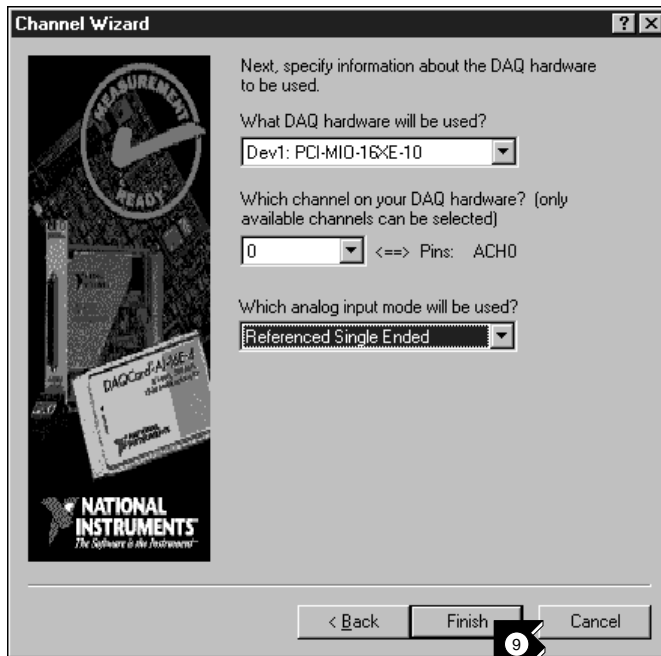 Channel Wizard
? ×
MEASUREMENT
READY
DAQCard-AI-16E-4
NATIONAL
INSTRUMENTS
NATIONAL
INSTRUMENTS™
The Software is the Instrument™
Next, specify information about the DAQ hardware
to be used.
What DAQ hardware will be used?
Dev1: PCI-MIO-16XE-10
Which channel on your DAQ hardware? (only
available channels can be selected)
0 <==> Pins: ACH0
Which analog input mode will be used?
Referenced Single Ended
< Back Finish Cancel
9